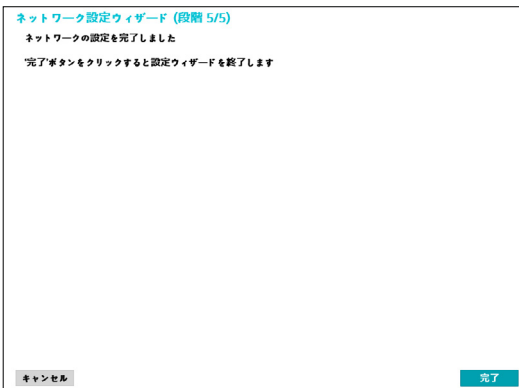 ネットワーク設定ウィザード (段階 5/5)
ネットワークの設定を完了しました
'完了'ボタンをクリックすると設定ウィザードを終了します
キャンセル
完了